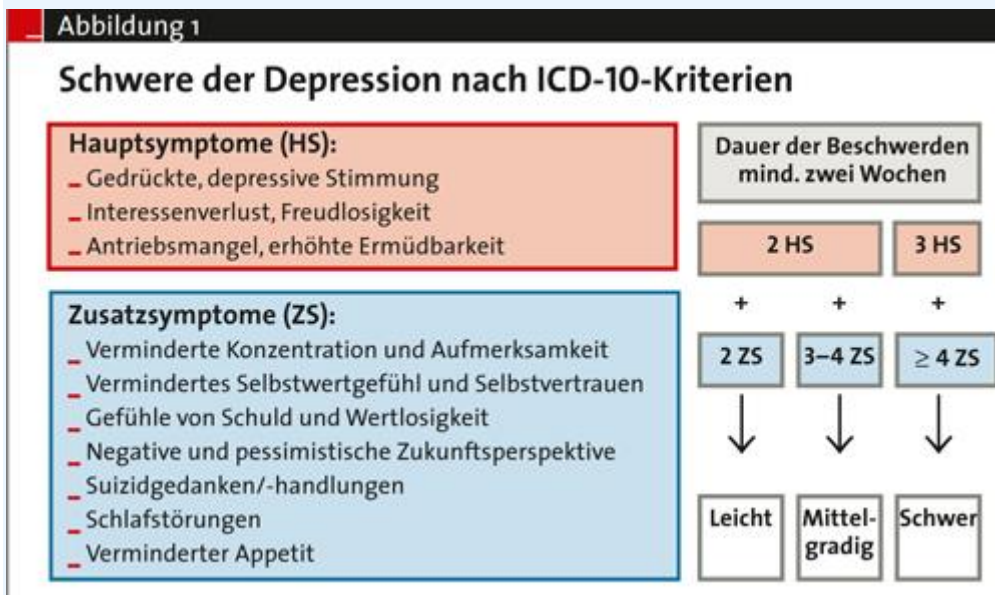 Abbildung 1
Schwere der Depression nach ICD-10-Kriterien
Hauptsymptome (HS):
Gedrückte, depressive Stimmung
Interessenverlust, Freudlosigkeit
Antriebsmangel, erhöhte Ermüdbarkeit
Zusatzsymptome (ZS):
Verminderte Konzentration und Aufmerksamkeit
Vermindertes Selbstwertgefühl und Selbstvertrauen
Gefühle von Schuld und Wertlosigkeit
Negative und pessimistische Zukunftsperspektive
Suizidgedanken/-handlungen
Schlafstörungen
Verminderter Appetit
Dauer der Beschwerden
mind. zwei Wochen
2 HS 3 HS
+ + +
2 ZS 3–4 ZS ≥ 4 ZS
Leicht Mittel- Schwer
gradig